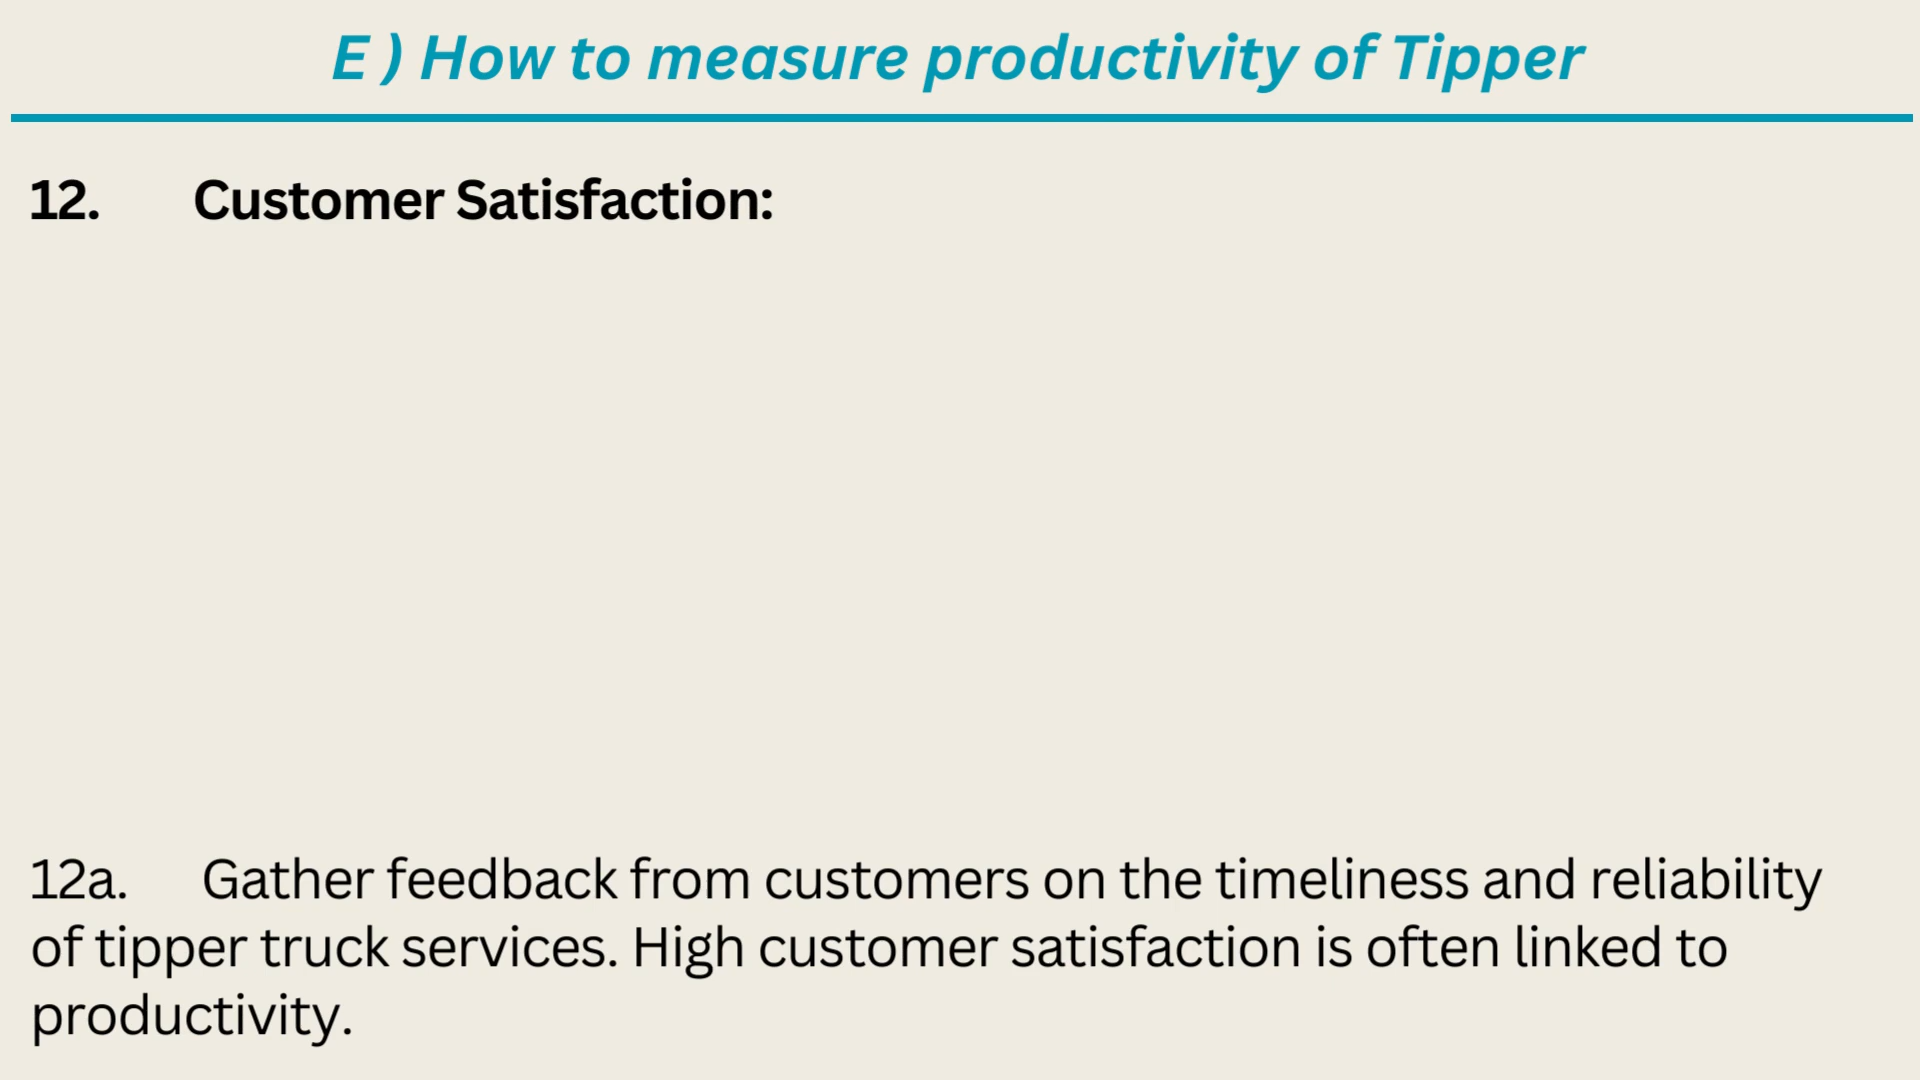 E ) How to measure productivity of Tipper
12. Customer Satisfaction:
12a. Gather feedback from customers on the timeliness and reliability
of tipper truck services. High customer satisfaction is often linked to
productivity.